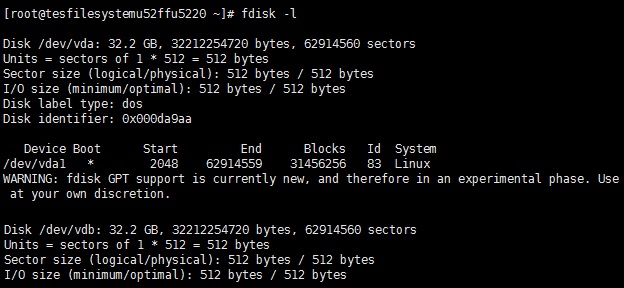 [root@tesfilesystemu52ffu5220 ~]# fdisk -l
Disk /dev/vda: 32.2 GB, 32212254720 bytes, 62914560 sectors
Units = sectors of 1 * 512 = 512 bytes
Sector size (logical/physical): 512 bytes / 512 bytes
I/O size (minimum/optimal): 512 bytes / 512 bytes
Disk label type: dos
Disk identifier: 0x000da9aa
Device Boot Start End Blocks Id System
/dev/vda1 * 2048 62914559 31456256 83 Linux
WARNING: fdisk GPT support is currently new, and therefore in an experimental phase. Use
at your own discretion.
Disk /dev/vdb: 32.2 GB, 32212254720 bytes, 62914560 sectors
Units = sectors of 1 * 512 = 512 bytes
Sector size (logical/physical): 512 bytes / 512 bytes
I/O size (minimum/optimal): 512 bytes / 512 bytes